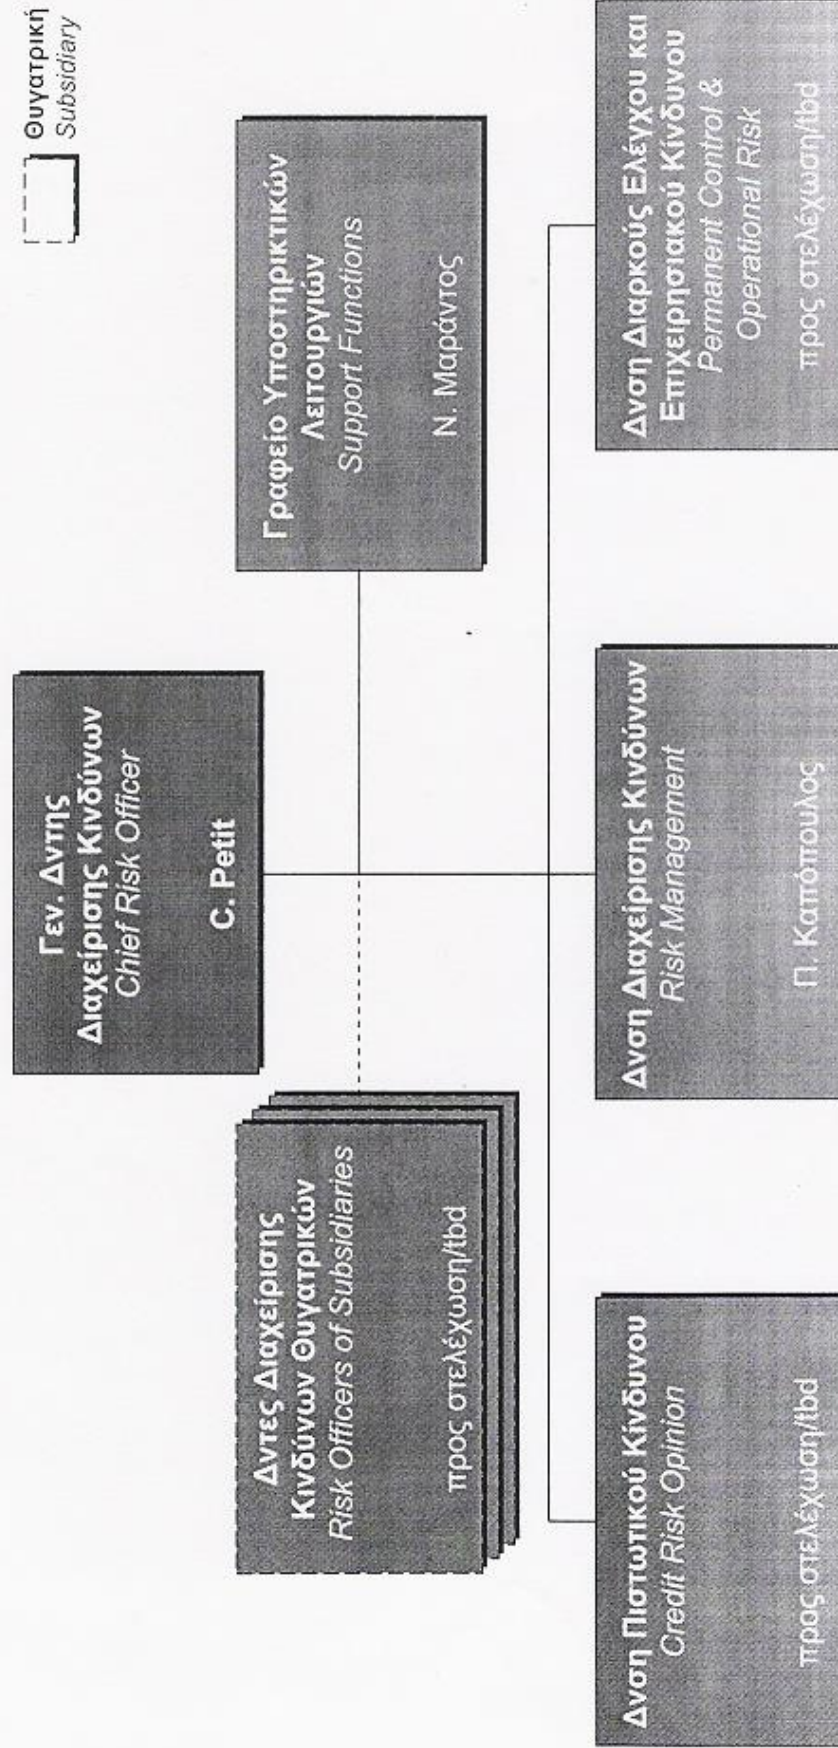 Θυγατρική
Subsidiary
Γεν. Δντης
Διαχείρισης Κινδύνων
Chief Risk Officer
C. Petit
Δντες Διαχείρισης
Κινδύνων Θυγατρικών
Risk Officers of Subsidiaries
προς στελέχωση/tbd
Γραφείο Υποστηρικτικών
Λειτουργιών
Support Functions
Ν. Μαράντος
Δνση Πιστωτικού Κίνδυνου
Credit Risk Opinion
προς στελέχωση/tbd
Δνση Διαχείρισης Κινδύνων
Risk Management
Π. Καπόπουλος
Δνση Διαρκούς Ελέγχου και
Επιχειρησιακού Κίνδυνου
Permanent Control &
Operational Risk
προς στελέχωση/tbd